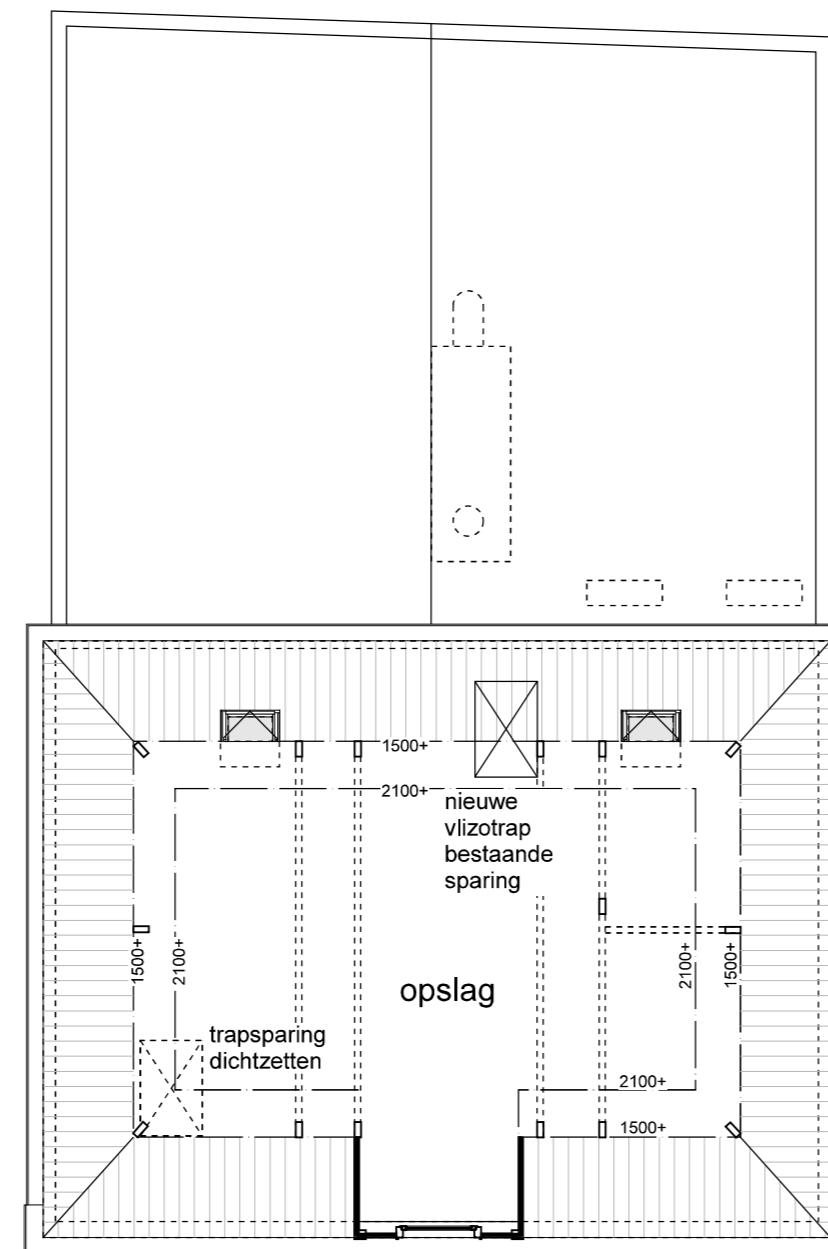 1500+
2100+
nieuwe
vlizotrap
bestaande
sparing
1500+
2100+
2100+
1500+
opslag
trapsparing
dichtzetten
2100+
1500+